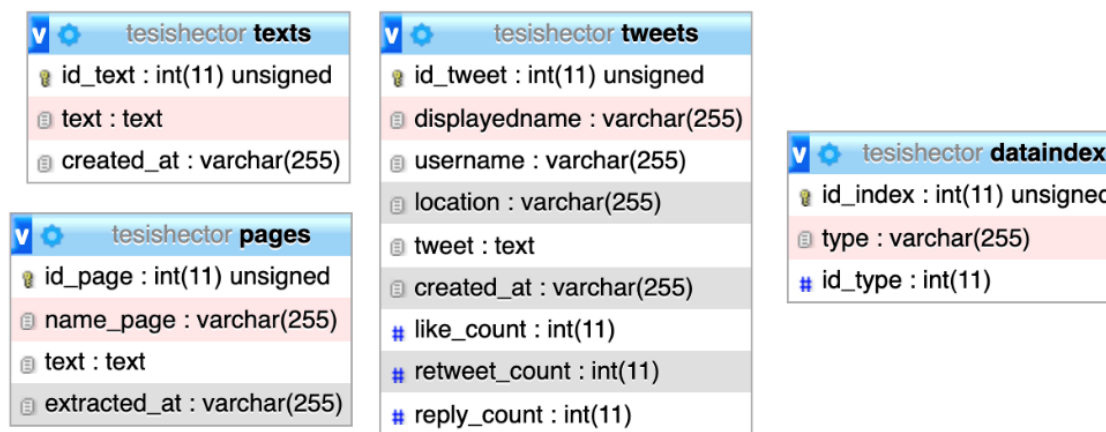 v tesishector texts
id_text : int(11) unsigned
text : text
created_at : varchar(255)
v tesishector pages
id_page : int(11) unsigned
name_page : varchar(255)
text : text
extracted_at : varchar(255)
v tesishector tweets
id_tweet : int(11) unsigned
displayedname : varchar(255)
username : varchar(255)
location : varchar(255)
tweet : text
created_at : varchar(255)
# like_count : int(11)
# retweet_count : int(11)
# reply_count : int(11)
v tesishector dataindex
id_index : int(11) unsigned
type : varchar(255)
# id_type : int(11)